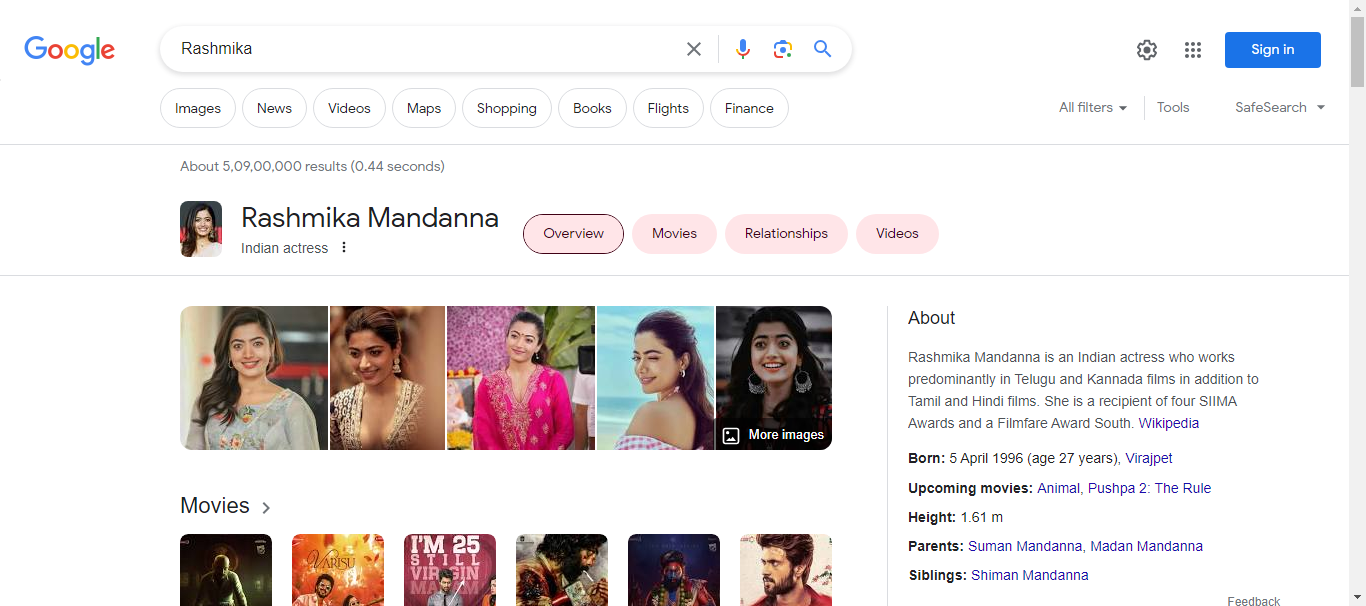 Google
Rashmika
Sign in
Images
News
Videos
Maps
Shopping
Books
Flights
Finance
All filters
Tools
SafeSearch
About 5,09,00,000 results (0.44 seconds)
Rashmika Mandanna
Indian actress
Overview
Movies
Relationships
Videos
More images
About
Rashmika Mandanna is an Indian actress who works
predominantly in Telugu and Kannada films in addition to
Tamil and Hindi films. She is a recipient of four SIIMA
Awards and a Filmfare Award South. Wikipedia
Born: 5 April 1996 (age 27 years), Virajpet
Upcoming movies: Animal, Pushpa 2: The Rule
Height: 1.61 m
Parents: Suman Mandanna, Madan Mandanna
Siblings: Shiman Mandanna
Feedback
Movies
VARISU
I'M 25
STILL
VIRGIN
MADAM